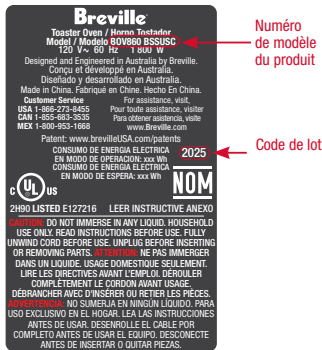 Breville®
Toaster Oven / Horno Tostador
Model / Modelo BOV860 BSSUSC
120 V~ 60 Hz 1 800 W
Designed and Engineered in Australia by Breville.
Conçu et développé en Australia.
Diseñado y desarrollado en Australia.
Made in China. Fabriqué en Chine. Hecho En China.
Customer Service
USA 1-866-273-8455
CAN 1-855-683-3535
MEX 1-800-953-1668
For assistance, visit,
Pour toute assistance, visiter
Para obtener asistencia, visite
www.Breville.com
Patent: www.brevilleUSA.com/patents
CONSUMO DE ENERGIA ELECTRICA
EN MODO DE OPERACION: xxx Wh
CONSUMO DE ENERGIA ELECTRICA
EN MODO DE ESPERA: xxx Wh
2025
C UL US
NOM
2H90 LISTED E127216 LEER INSTRUCTIVE ANEXO
CAUTION: DO NOT IMMERSE IN ANY LIQUID. HOUSEHOLD
USE ONLY. READ INSTRUCTIONS BEFORE USE. FULLY
UNWIND CORD BEFORE USE. UNPLUG BEFORE INSERTING
OR REMOVING PARTS. ATTENTION: NE PAS IMMERGER
DANS UN LIQUIDE. USAGE DOMESTIQUE SEULEMENT.
LIRE LES DIRECTIVES AVANT L'EMPLOI. DÉROULER
COMPLÈTEMENT LE CORDON AVANT USAGE.
DÉBRANCHER AVEC D'INSÉRER OU RETIER LES PIÈCES.
ADVERTENCIA: NO SUMERJA EN NINGÚN LÍQUIDO. PARA
USO EXCLUSIVO EN EL HOGAR. LEA LAS INSTRUCCIONES
ANTES DE USAR. DESENROLLE EL CABLE POR
COMPLETO ANTES DE USAR EL EQUIPO. DESCONECTE
ANTES DE INSERTAR O QUITAR PIEZAS.
Numéro
de modèle
du produit
Code de lot